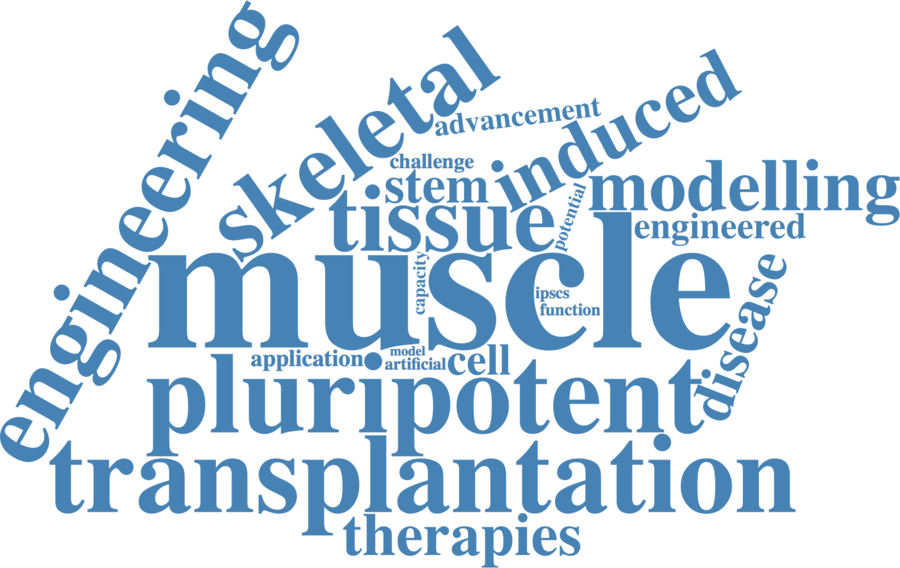 engineering
skeletal
advancement
induced
challenge
stem
modelling
tissue
potential
engineered
muscle
capacity
ipscs
function
disease
application
model
artificial
cell
pluripotent
transplantation
therapies